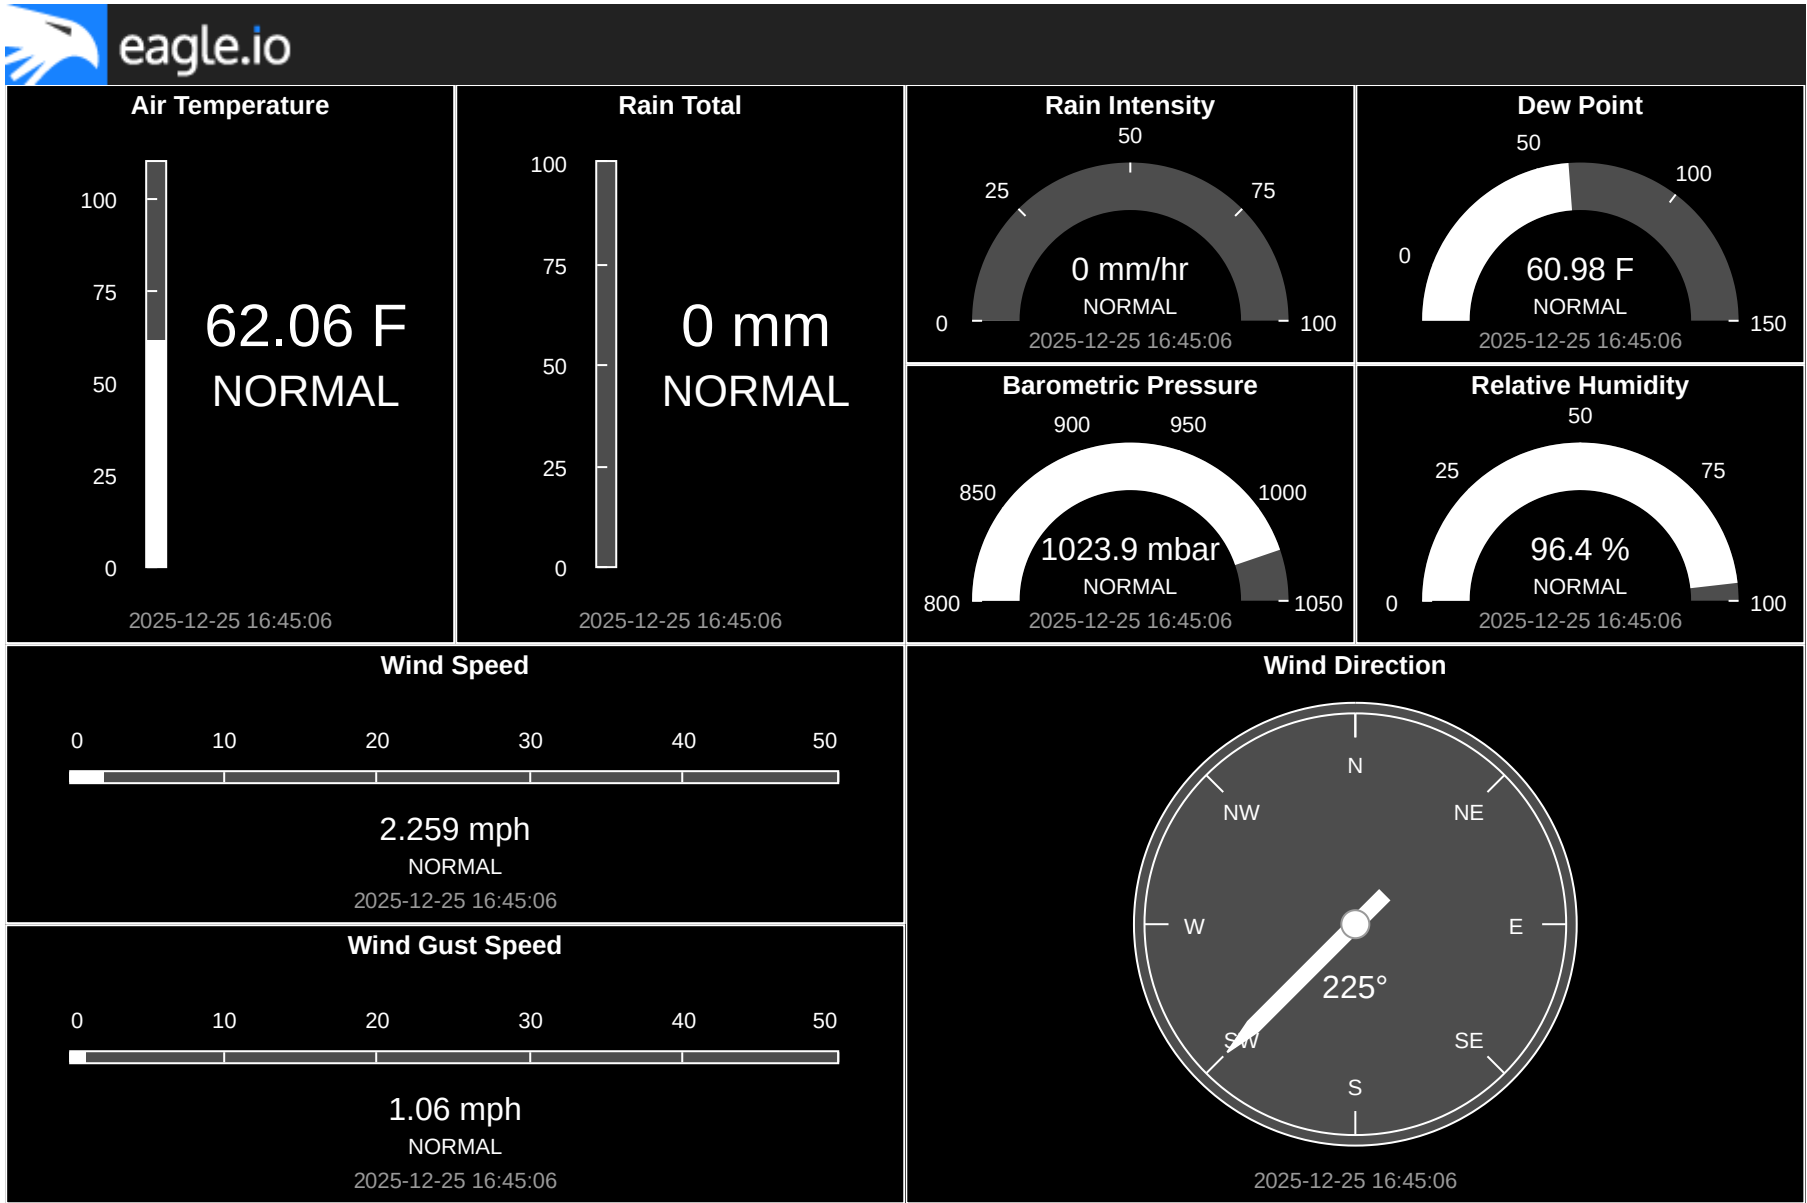 eagle.io
Air Temperature
100
75
50
25
0
62.06 F
NORMAL
2025-12-25 16:45:06
Rain Total
100
75
50
25
0
0 mm
NORMAL
2025-12-25 16:45:06
Rain Intensity
50
25
75
0
100
0 mm/hr
NORMAL
2025-12-25 16:45:06
Dew Point
50
100
0
150
60.98 F
NORMAL
2025-12-25 16:45:06
Barometric Pressure
900
950
850
1000
800
1050
1023.9 mbar
NORMAL
2025-12-25 16:45:06
Relative Humidity
50
25
75
0
100
96.4 %
NORMAL
2025-12-25 16:45:06
Wind Speed
0 10 20 30 40 50
2.259 mph
NORMAL
2025-12-25 16:45:06
Wind Gust Speed
0 10 20 30 40 50
1.06 mph
NORMAL
2025-12-25 16:45:06
Wind Direction
N
NW NE
W E
225°
SW SE
S
2025-12-25 16:45:06